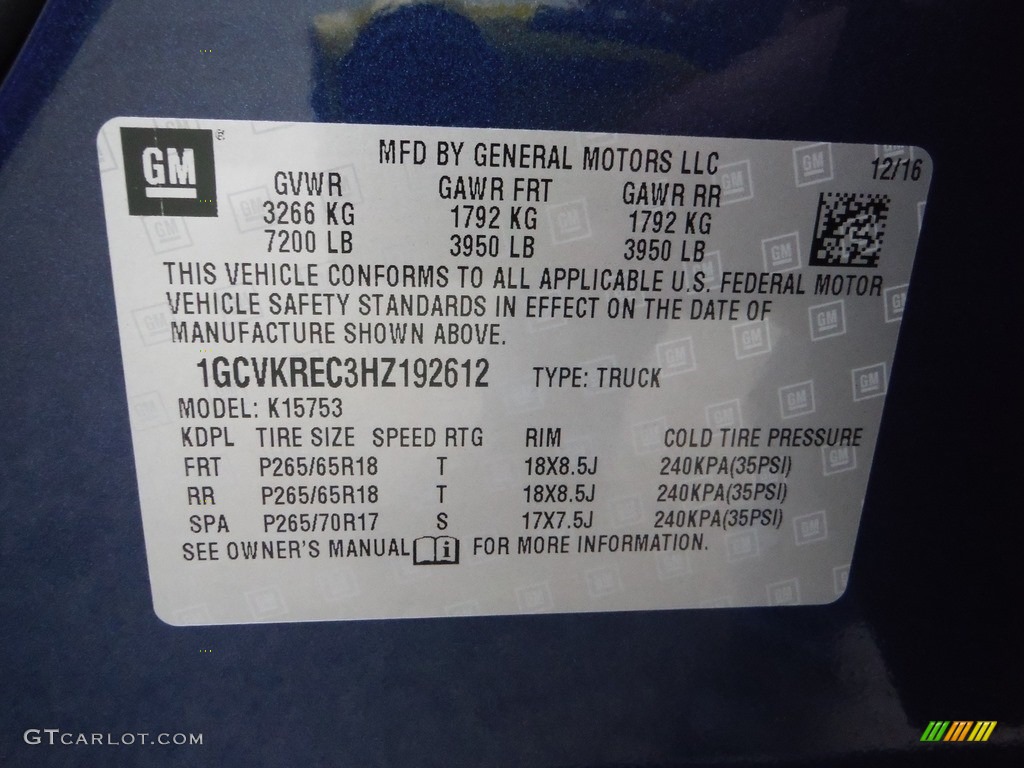 GM ®
MFD BY GENERAL MOTORS LLC 12/16
GVWR GAWR FRT GAWR RR
3266 KG 1792 KG 1792 KG
7200 LB 3950 LB 3950 LB
THIS VEHICLE CONFORMS TO ALL APPLICABLE U.S. FEDERAL MOTOR
VEHICLE SAFETY STANDARDS IN EFFECT ON THE DATE OF
MANUFACTURE SHOWN ABOVE.
1GCVKREC3HZ192612 TYPE: TRUCK
MODEL: K15753
KDPL TIRE SIZE SPEED RTG RIM COLD TIRE PRESSURE
FRT P265/65R18 T 18X8.5J 240KPA(35PSI)
RR P265/65R18 T 18X8.5J 240KPA(35PSI)
SPA P265/70R17 S 17X7.5J 240KPA(35PSI)
SEE OWNER'S MANUAL i FOR MORE INFORMATION.
GTCARLOT.COM